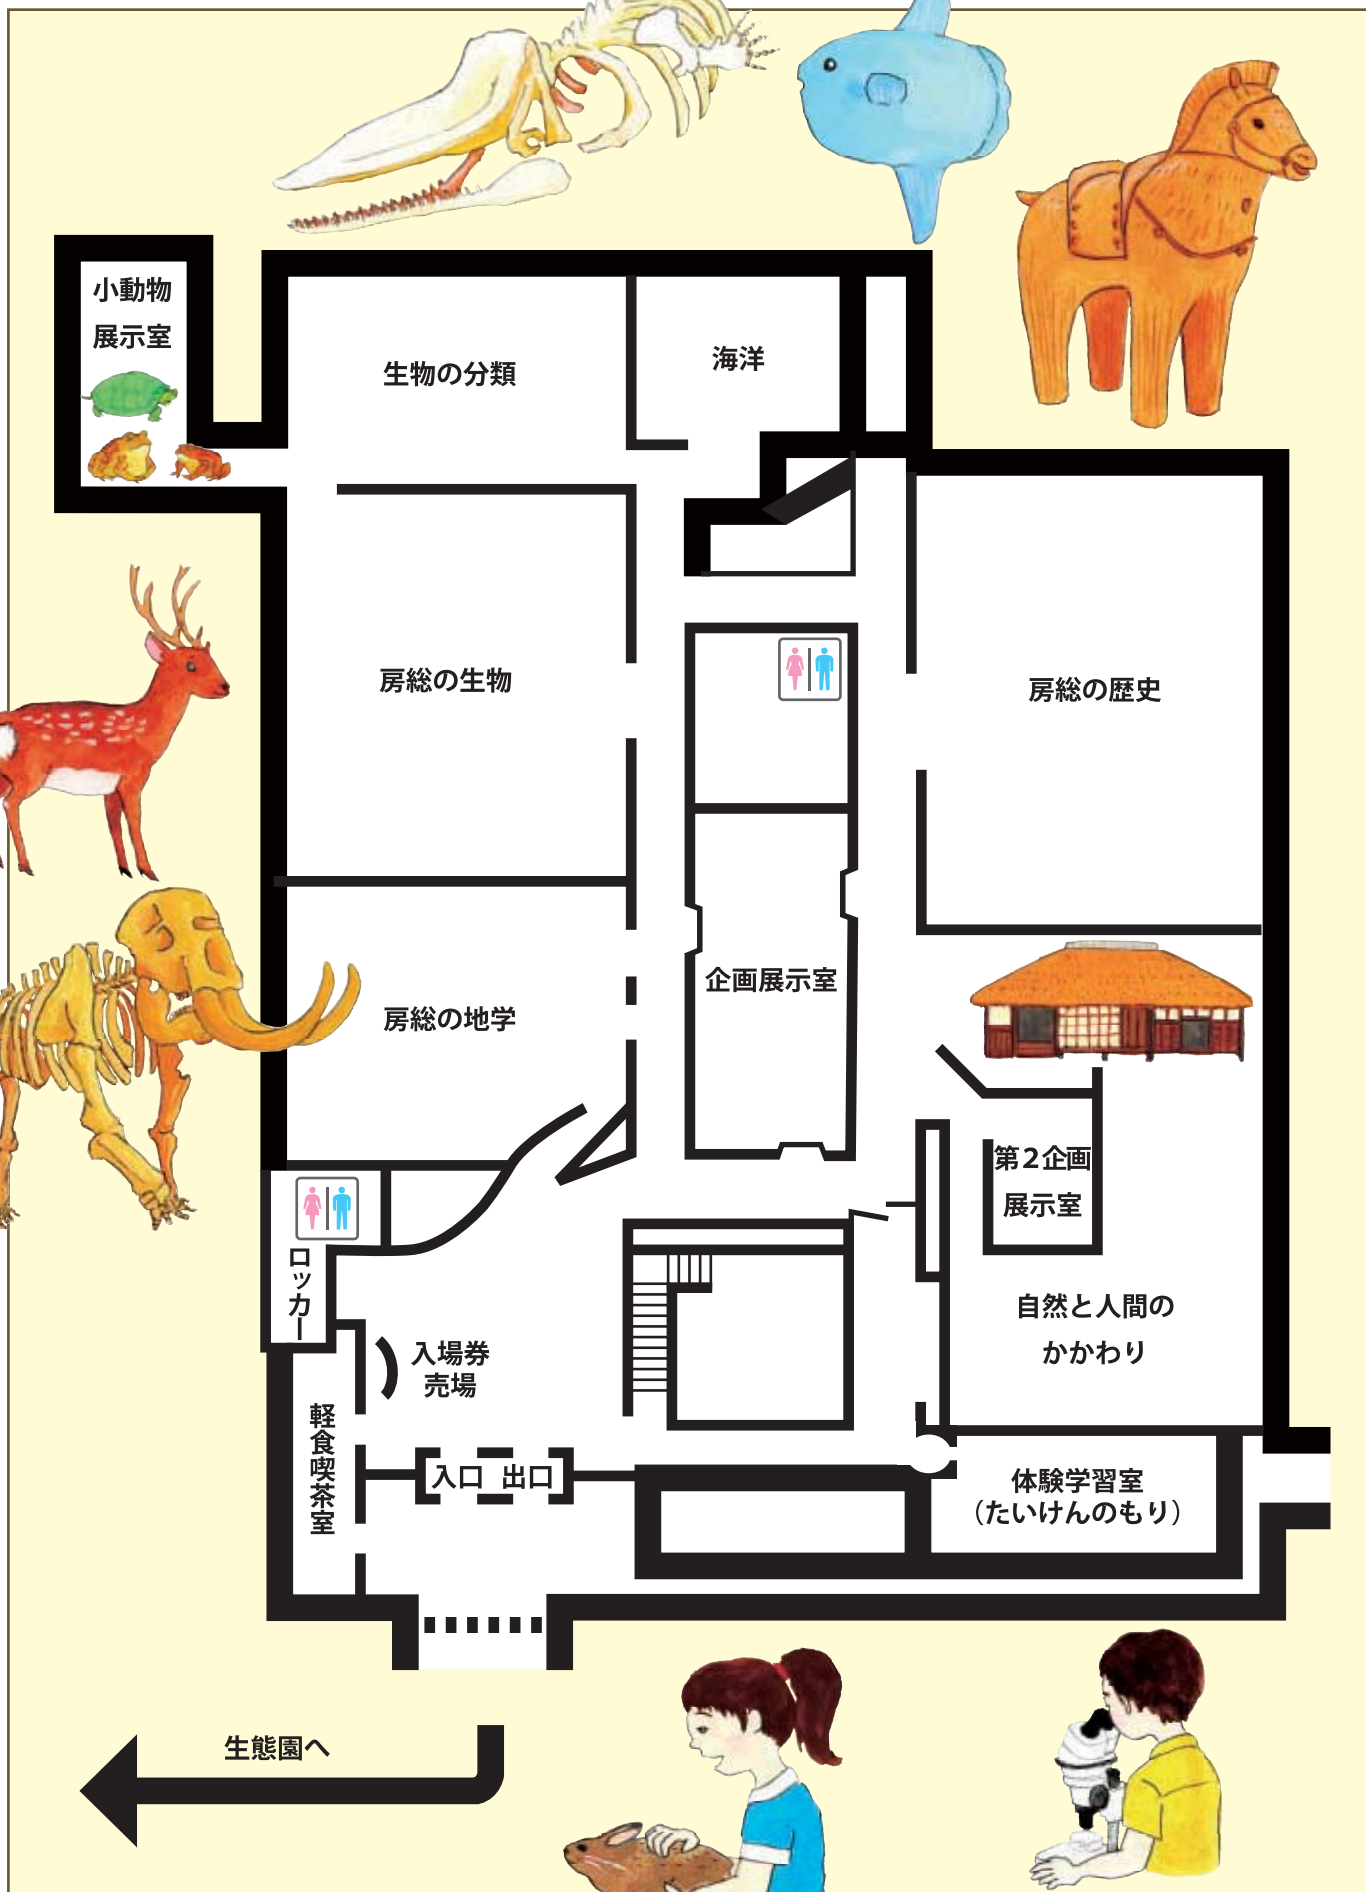 小動物
展示室
生物の分類
海洋
房総の生物
房総の歴史
企画展示室
房総の地学
第2企画
展示室
ロッカー
自然と人間の
かかわり
入場券
売場
軽食喫茶室
入口 出口
体験学習室
（たいけんのもり）
生態園へ